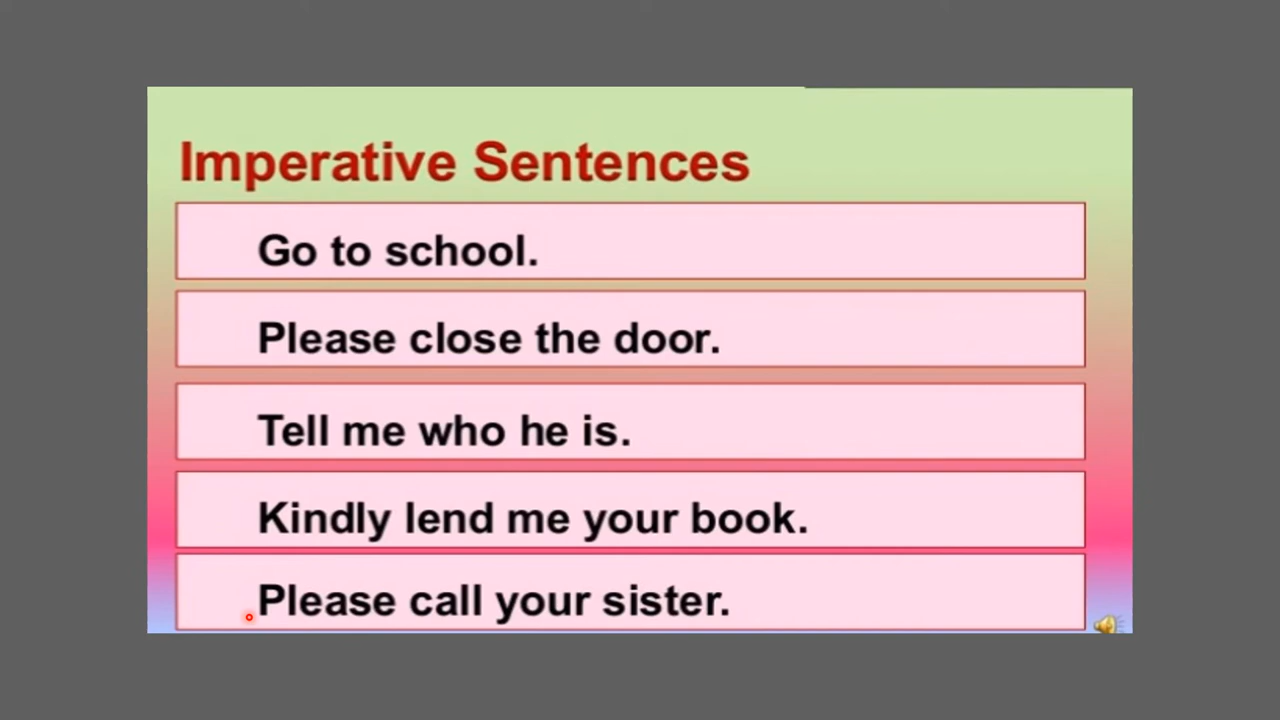 Imperative Sentences
Go to school.
Please close the door.
Tell me who he is.
Kindly lend me your book.
Please call your sister.